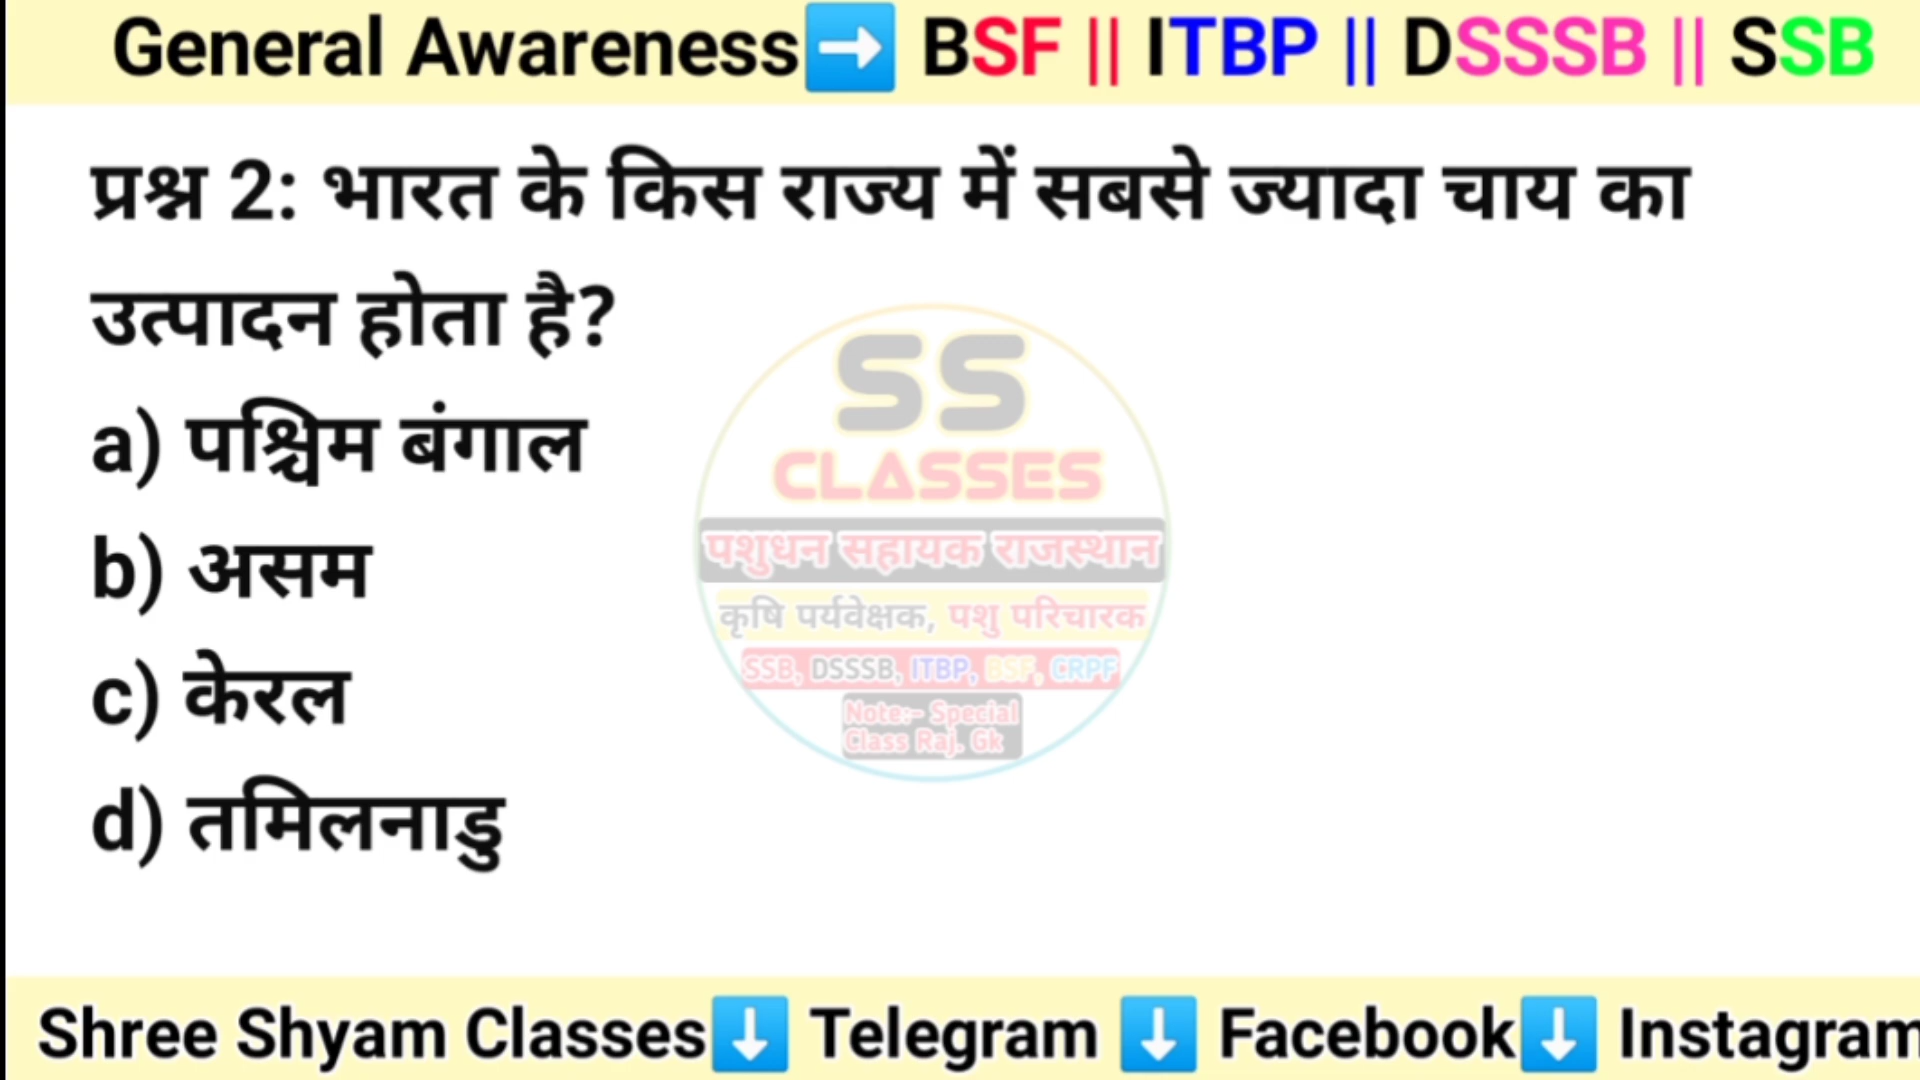 General Awareness➡️ BSF || ITBP || DSSSB || SSB
प्रश्न 2: भारत के किस राज्य में सबसे ज्यादा चाय का
उत्पादन होता है?
a) पश्चिम बंगाल
b) असम
c) केरल
d) तमिलनाडु
SS
CLASSES
पशुधन सहायक राजस्थान
कृषि पर्यवेक्षक, पशु परिचारक
SSB, DSSSB, ITBP, BSF, CRPF
Note:- Special
Class Raj. Gk
Shree Shyam Classes⬇️ Telegram ⬇️ Facebook⬇️ Instagram